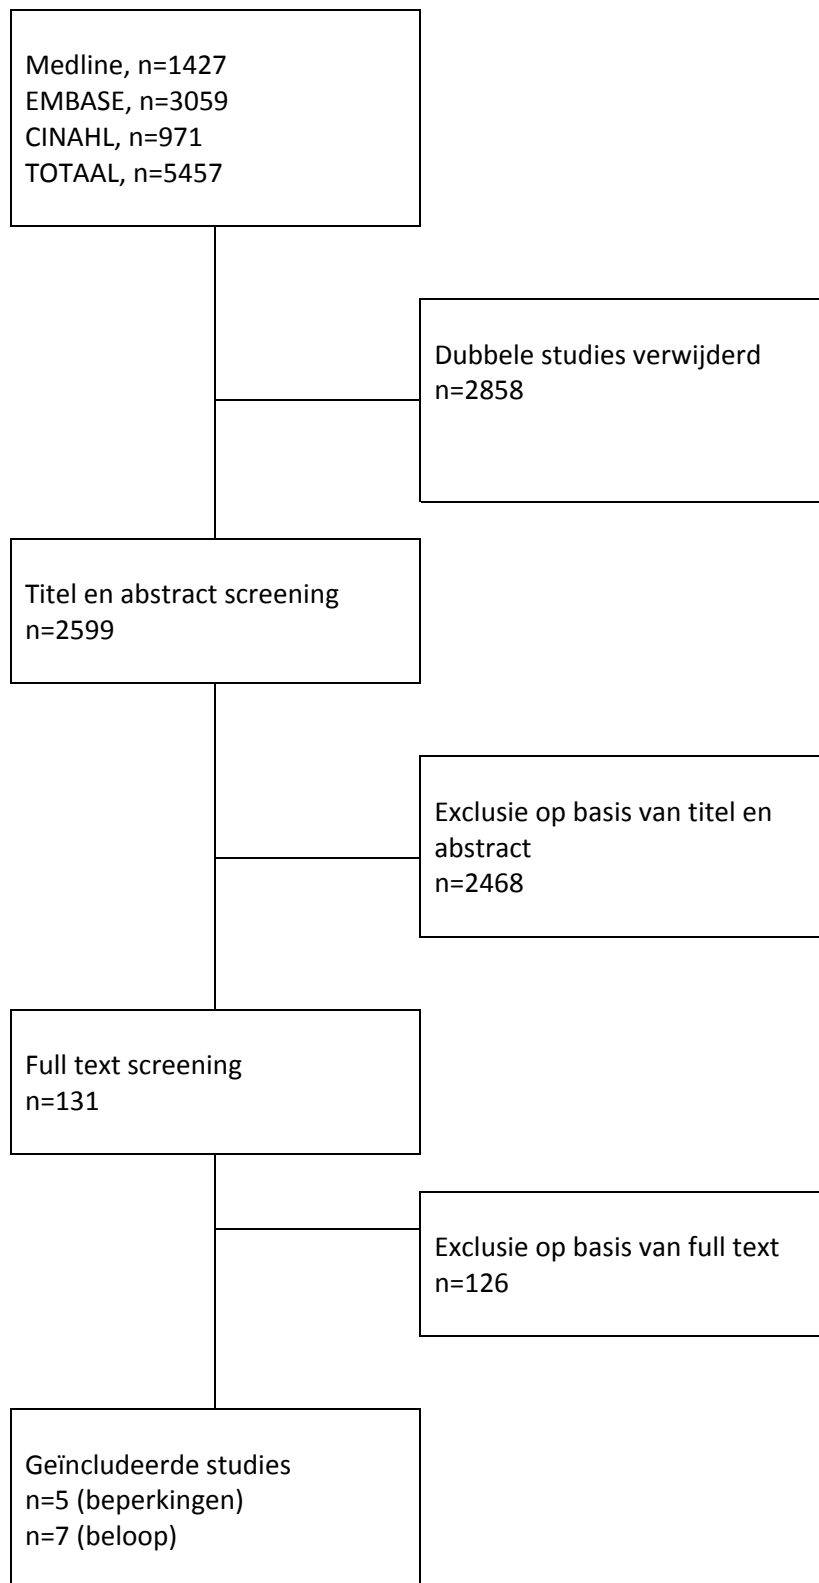 Medline, n=1427
EMBASE, n=3059
CINAHL, n=971
TOTAAL, n=5457
Dubbele studies verwijderd
n=2858
Titel en abstract screening
n=2599
Exclusie op basis van titel en
abstract
n=2468
Full text screening
n=131
Exclusie op basis van full text
n=126
Geïncludeerde studies
n=5 (beperkingen)
n=7 (beloop)